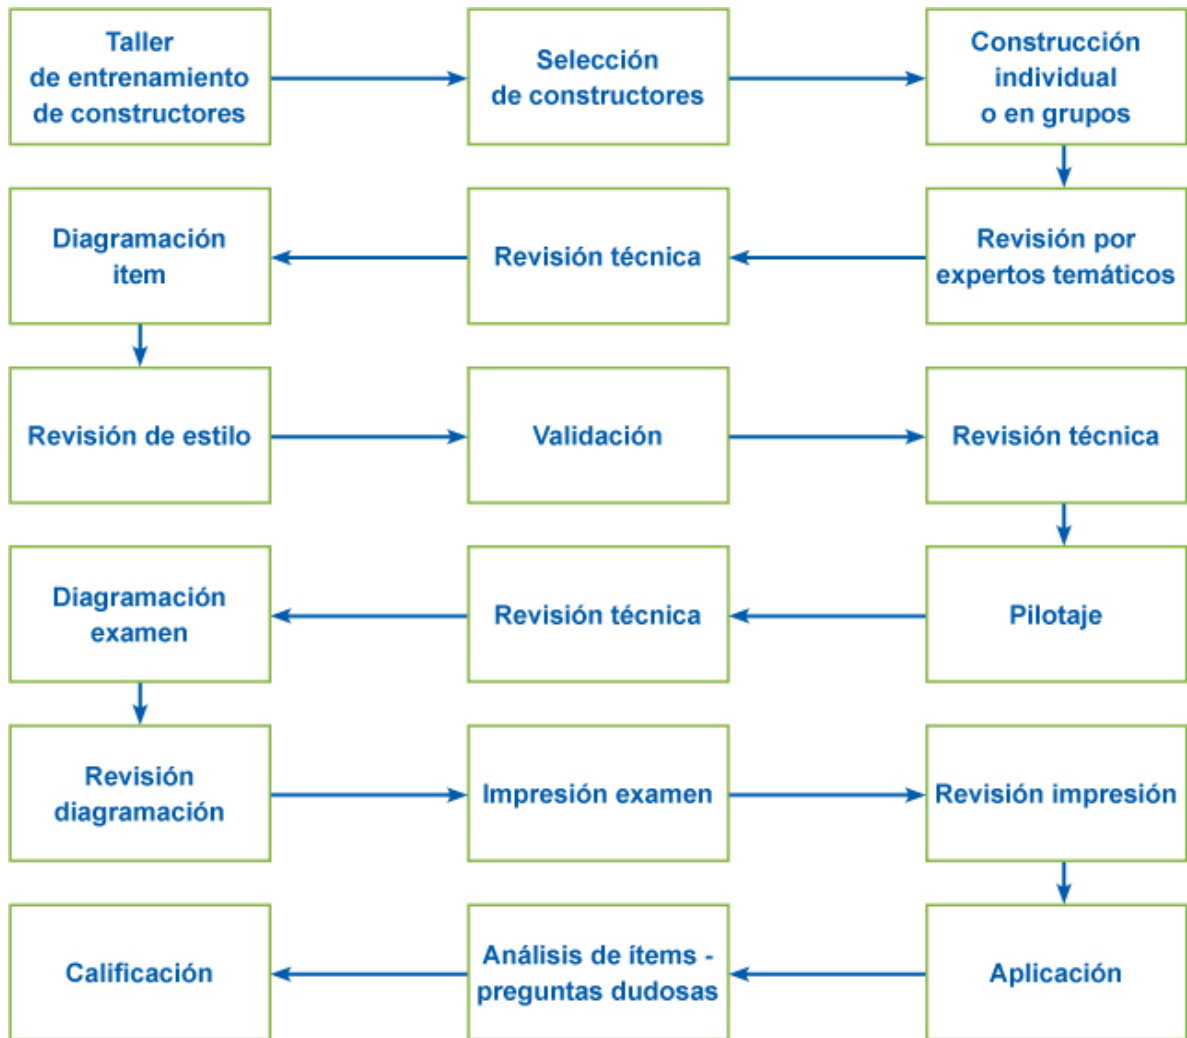 Taller
de entrenamiento
de constructores
Selección
de constructores
Construcción
individual
o en grupos
Diagramación
item
Revisión técnica
Revisión por
expertos temáticos
Revisión de estilo
Validación
Revisión técnica
Diagramación
examen
Revisión técnica
Pilotaje
Revisión
diagramación
Impresión examen
Revisión impresión
Calificación
Análisis de ítems -
preguntas dudosas
Aplicación